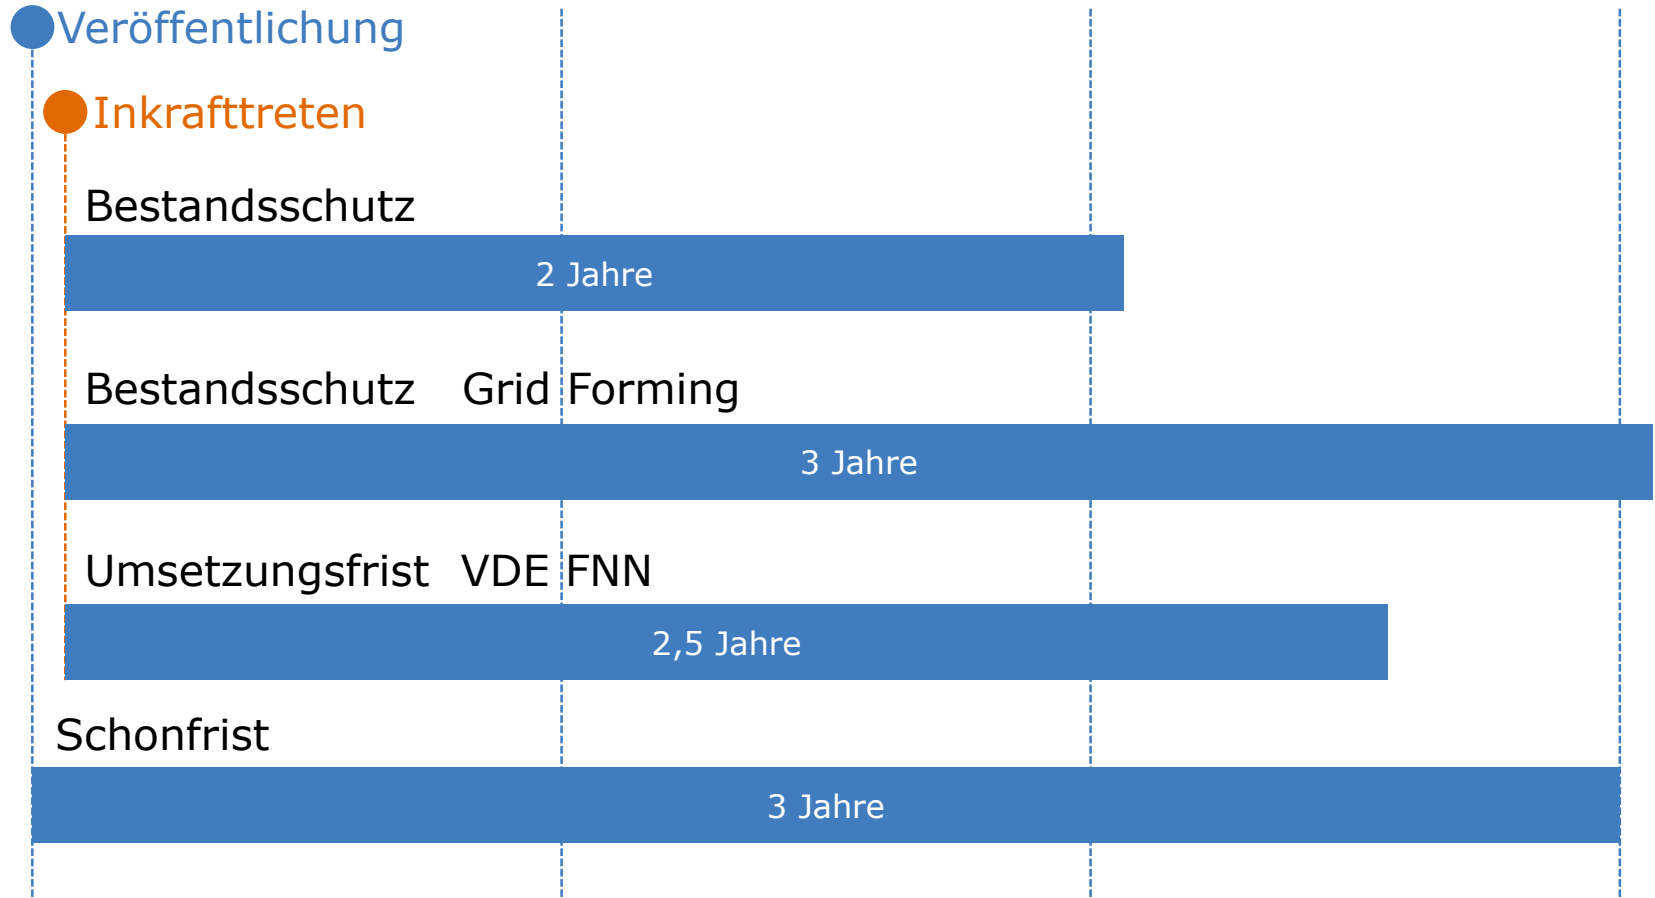 Veröffentlichung
Inkrafttreten
Bestandsschutz
2 Jahre
Bestandsschutz Grid Forming
3 Jahre
Umsetzungsfrist VDE FNN
2,5 Jahre
Schonfrist
3 Jahre